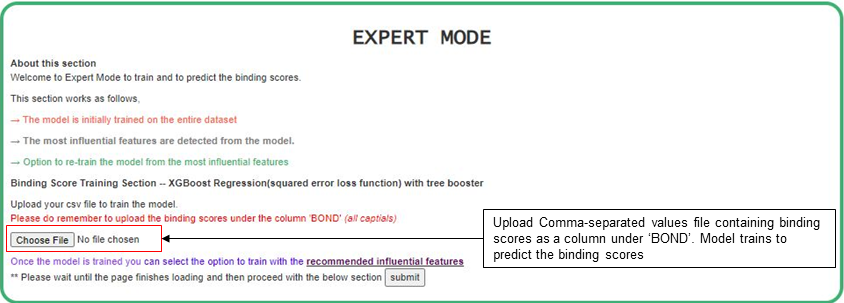 EXPERT MODE
About this section
Welcome to Expert Mode to train and to predict the binding scores.
This section works as follows,
→ The model is initially trained on the entire dataset
→ The most influential features are detected from the model.
→ Option to re-train the model from the most influential features
Binding Score Training Section -- XGBoost Regression(squared error loss function) with tree booster
Upload your csv file to train the model.
Please do remember to upload the binding scores under the column 'BOND' (all captials)
Choose File No file chosen
Once the model is trained you can select the option to train with the recommended influential features
** Please wait until the page finishes loading and then proceed with the below section submit
Upload Comma-separated values file containing binding
scores as a column under ‘BOND’. Model trains to
predict the binding scores